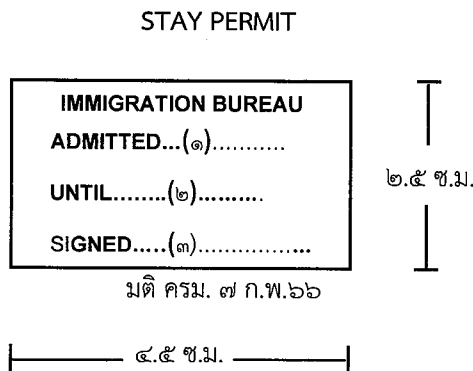 STAY PERMIT
IMMIGRATION BUREAU
ADMITTED...(๑)...........
UNTIL........(๒)..........
SIGNED.....(๓)..................
๒.๕ ซ.ม.
มติ ครม. ๗ ก.พ.๖๖
๔.๕ ซ.ม.